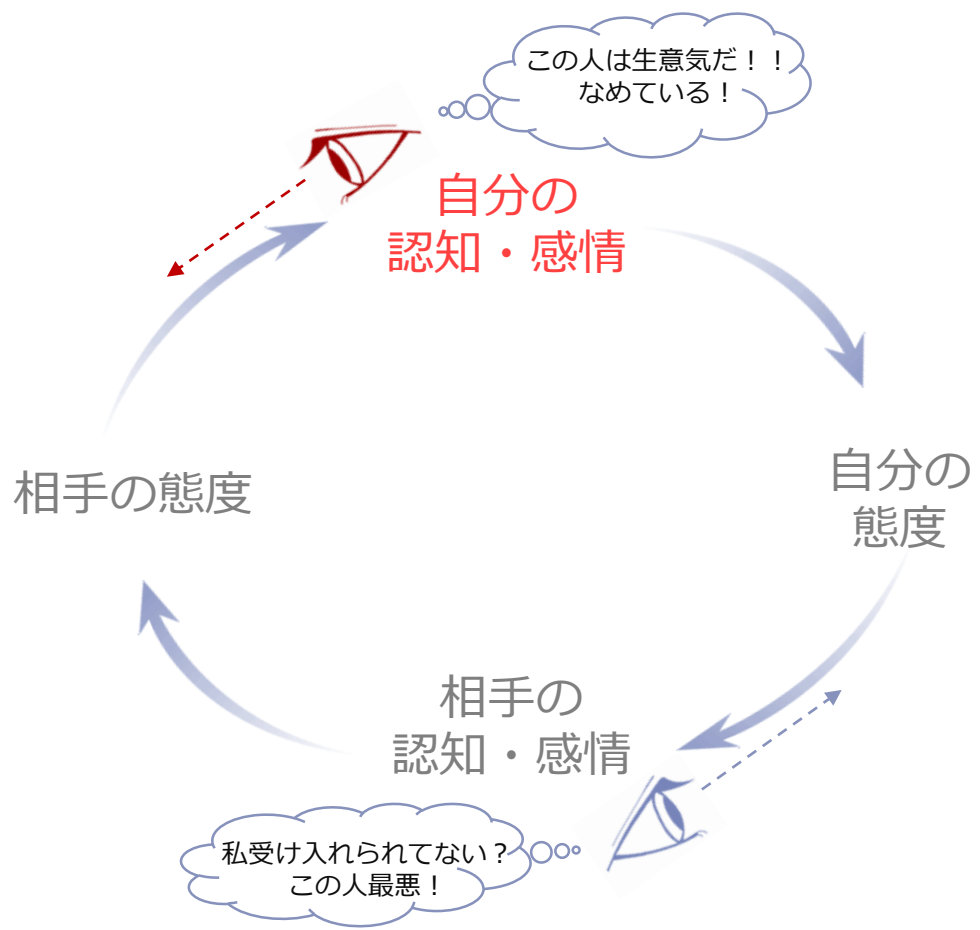 この人は生意気だ！！
なめている！
自分の
認知・感情
相手の態度
自分の
態度
相手の
認知・感情
私受け入れられてない？
この人最悪！